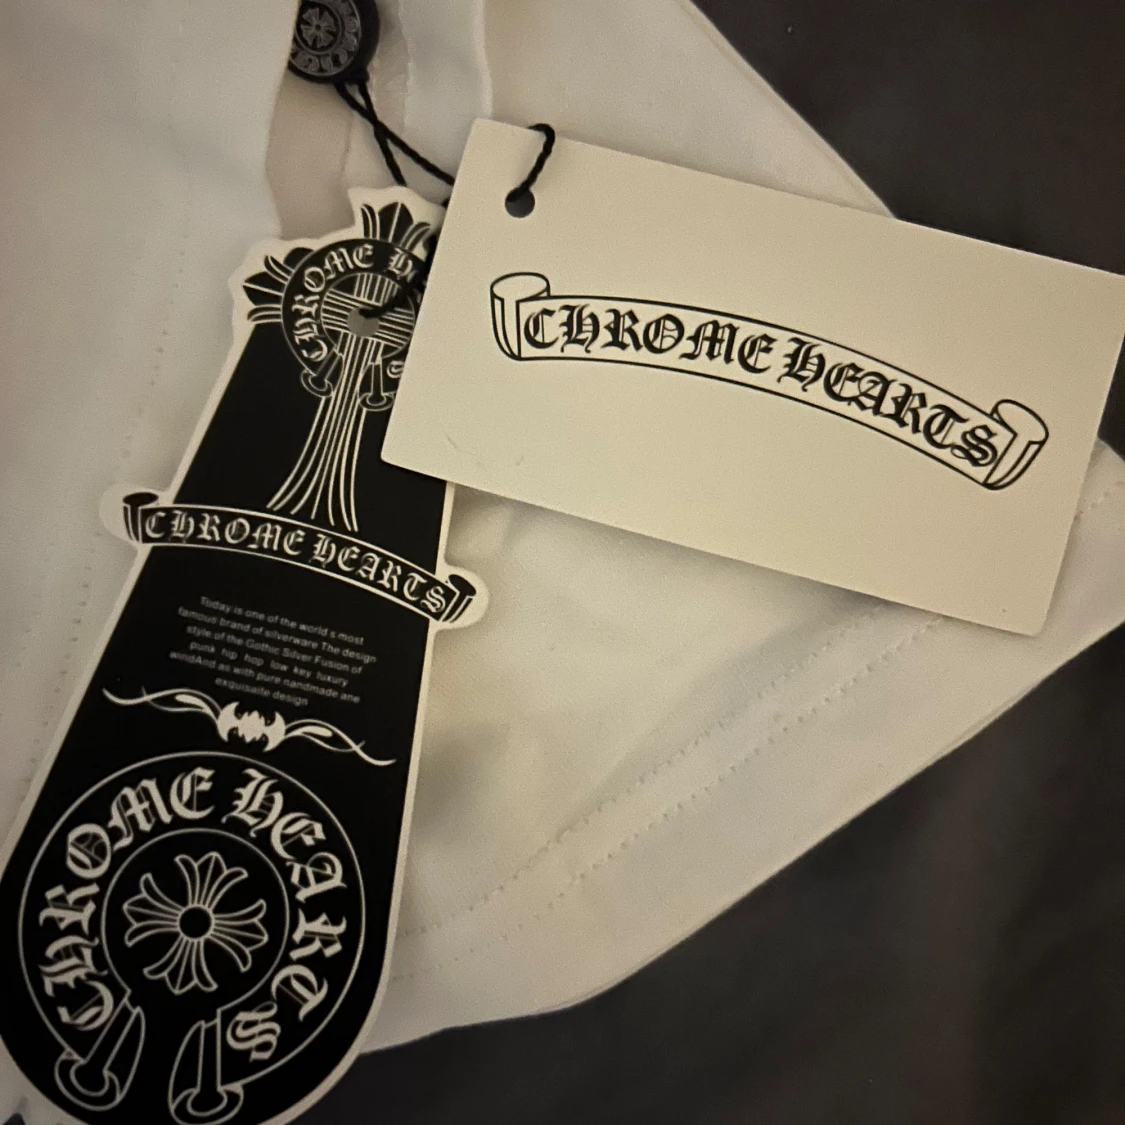 CHROME HE
S
CHROME HEARTS
CHROME HEARTS
Today is one of the world s most
famous brand of silverware The design
style of the Gothic Silver Fusion of
punk hip hop low key luxury
windAnd as with pure nandmade ane
exquisaite design
CHROME HEARTS